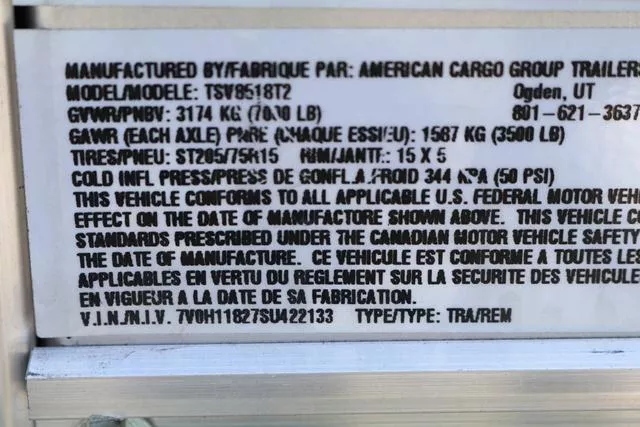 MANUFACTURED BY/FABRIQUE PAR: AMERICAN CARGO GROUP TRAILERS
MODEL/MODELE: TSV8518T2 Ogden, UT
GVWR/PNBV: 3174 KG (7000 LB) 801-621-3637
GAWR (EACH AXLE) PNRE (CHAQUE ESSIEU): 1587 KG (3500 LB)
TIRES/PNEU: ST205/75R15 RIM/JANTE: 15 X 5
COLD INFL PRESS/PRESS DE GONFL A FROID 344 KPA (50 PSI)
THIS VEHICLE CONFORMS TO ALL APPLICABLE U.S. FEDERAL MOTOR VEH
EFFECT ON THE DATE OF MANUFACTORE SHOWN ABOVE. THIS VEHICLE C
STANDARDS PRESCRIBED UNDER THE CANADIAN MOTOR VEHICLE SAFETY
THE DATE OF MANUFACTURE. CE VEHICULE EST CONFORME A TOUTES LES
APPLICABLES EN VERTU DU REGLEMENT SUR LA SECURITE DES VEHICULE
EN VIGUEUR A LA DATE DE SA FABRICATION.
V.I.N./N.I.V. 7V0H11827SU422133 TYPE/TYPE: TRA/REM